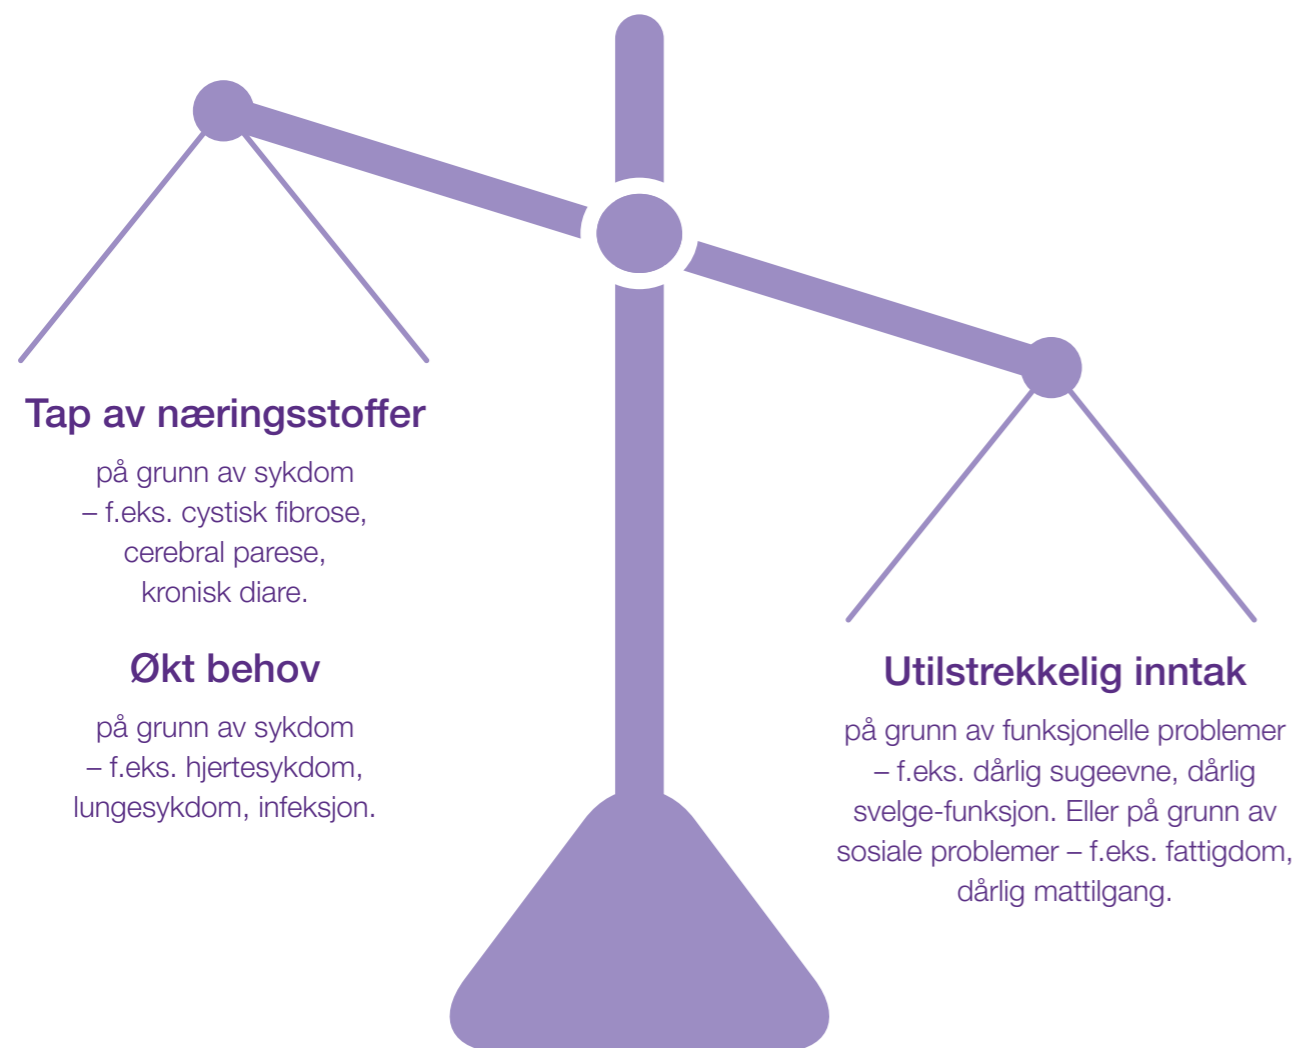 Tap av næringsstoffer
på grunn av sykdom
– f.eks. cystisk fibrose,
cerebral parese,
kronisk diare.
Økt behov
på grunn av sykdom
– f.eks. hjertesykdom,
lungesykdom, infeksjon.
Utilstrekkelig inntak
på grunn av funksjonelle problemer
– f.eks. dårlig sugeevne, dårlig
svelge-funksjon. Eller på grunn av
sosiale problemer – f.eks. fattigdom,
dårlig mattilgang.